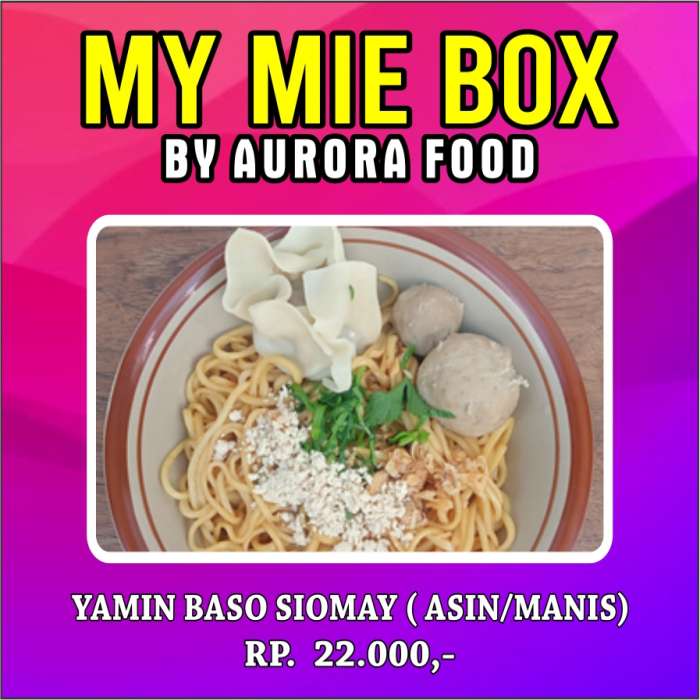 MY MIE BOX
BY AURORA FOOD
YAMIN BASO SIOMAY ( ASIN/MANIS)
RP. 22.000,-